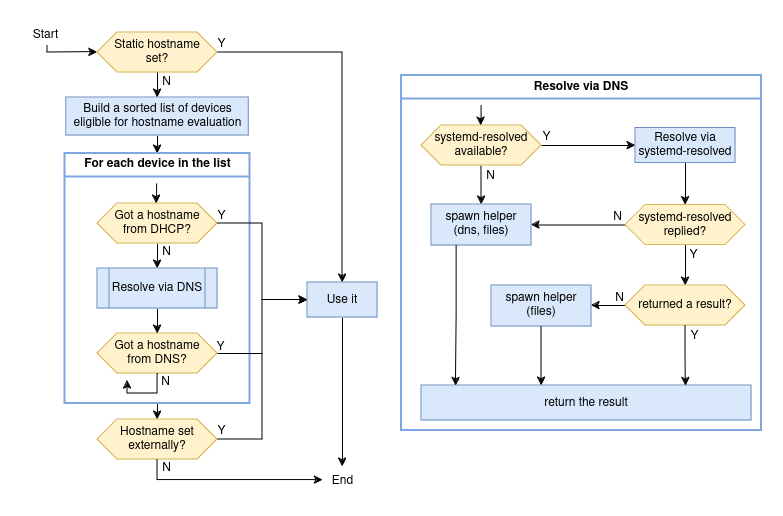 Start
Static hostname
set?
Y
N
Build a sorted list of devices
eligible for hostname evaluation
For each device in the list
Got a hostname
from DHCP?
Y
N
Resolve via DNS
Got a hostname
from DNS?
Y
N
Hostname set
externally?
Y
N
Use it
End
Resolve via DNS
systemd-resolved
available?
Y
N
Resolve via
systemd-resolved
spawn helper
(dns, files)
N
systemd-resolved
replied?
Y
spawn helper
(files)
N
returned a result?
Y
return the result